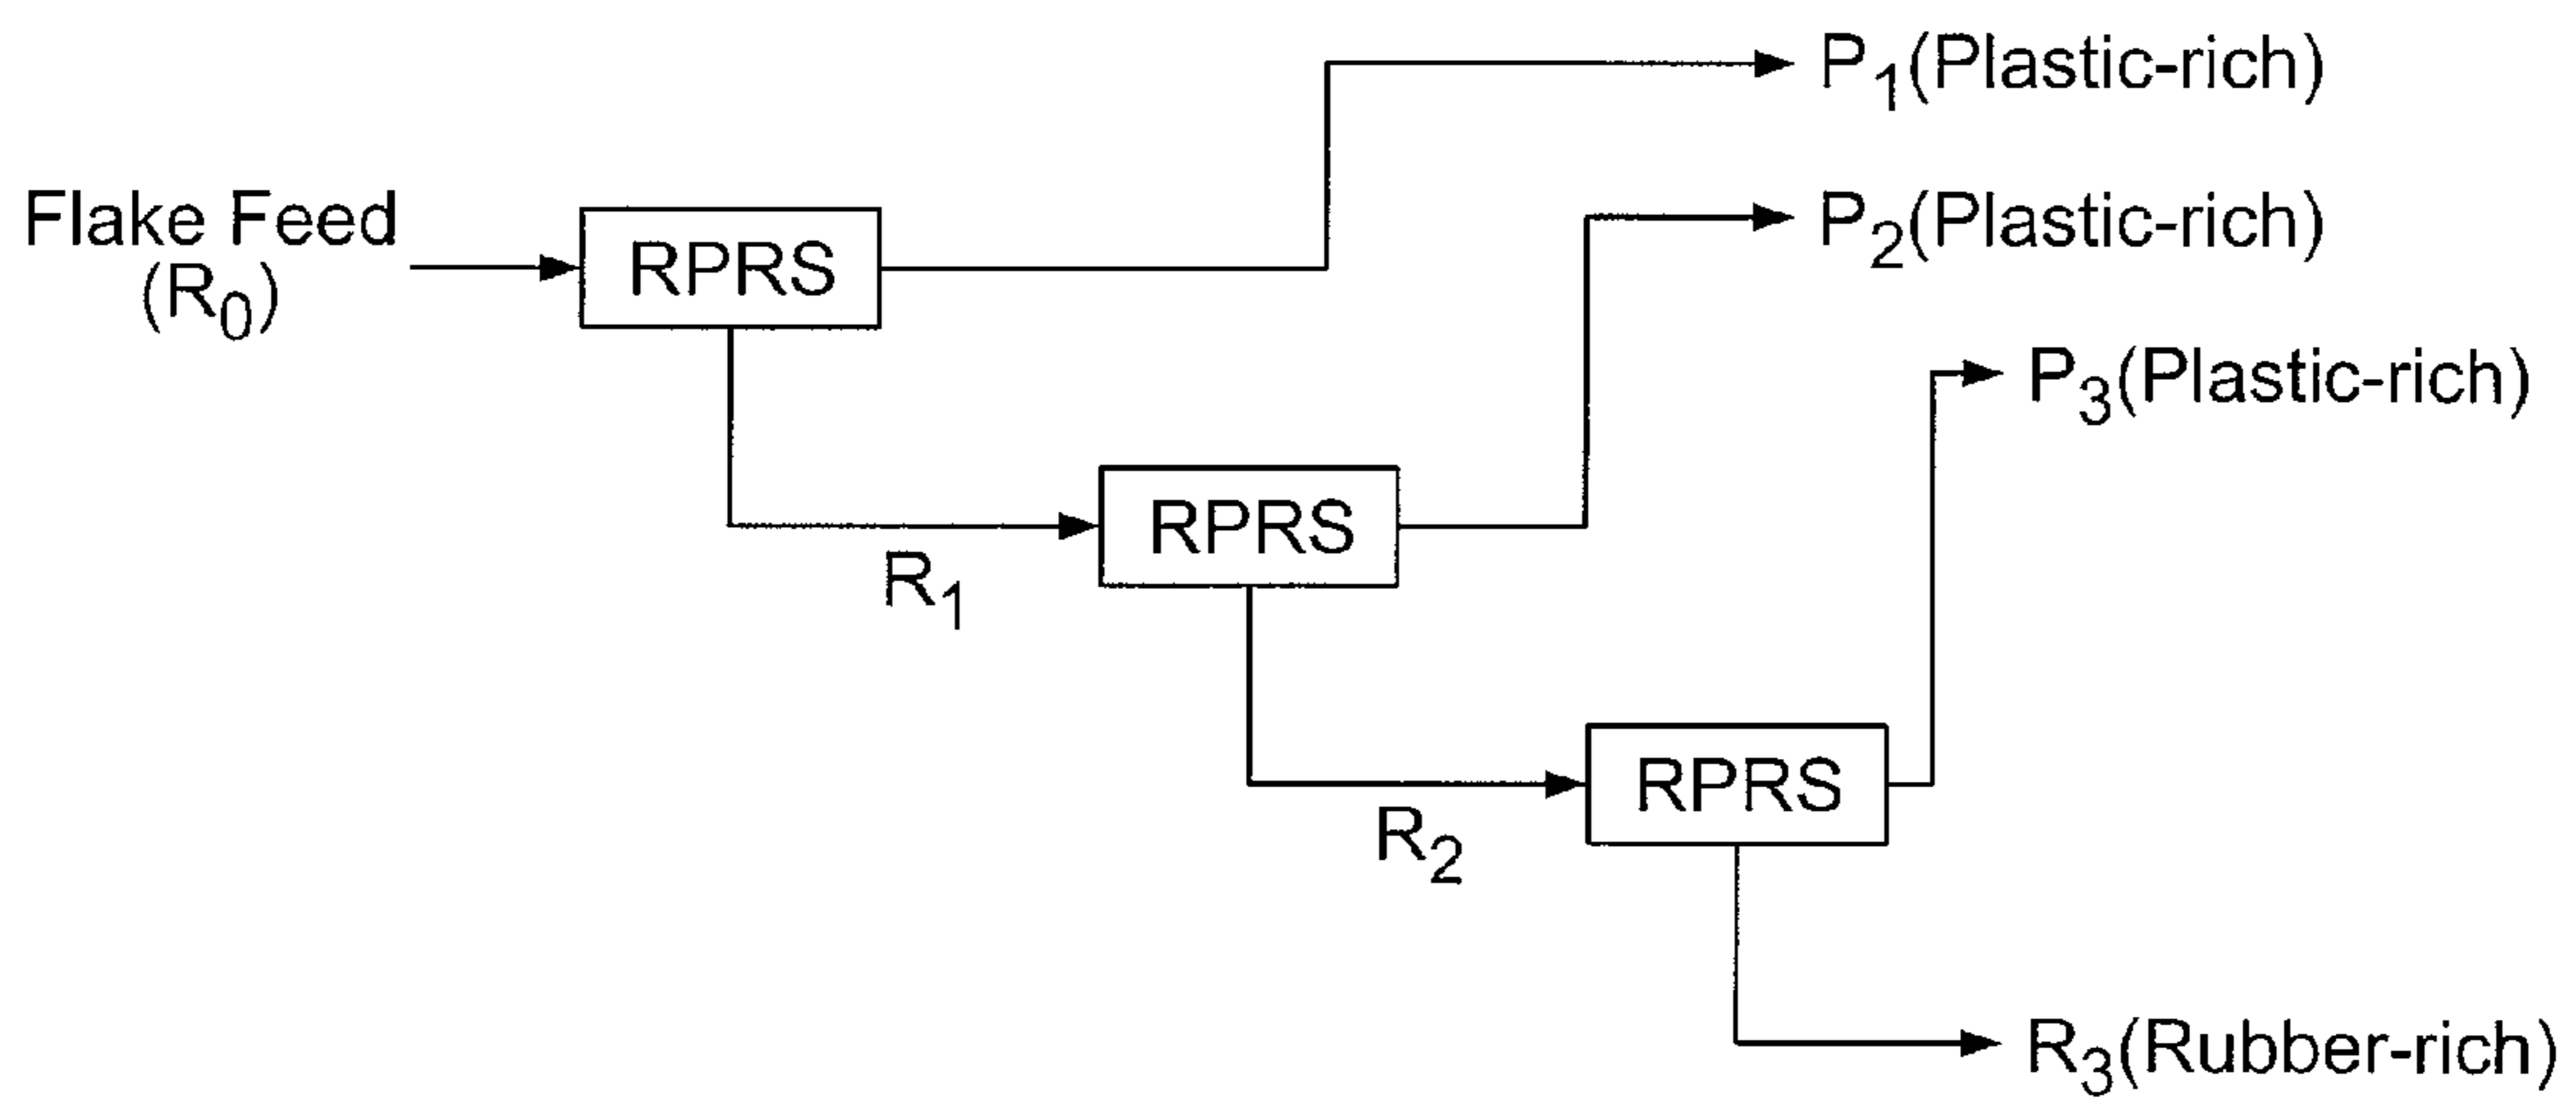 P1(Plastic-rich)
Flake Feed
(R0)
RPRS
P2(Plastic-rich)
P3(Plastic-rich)
RPRS
R1
RPRS
R2
R3(Rubber-rich)